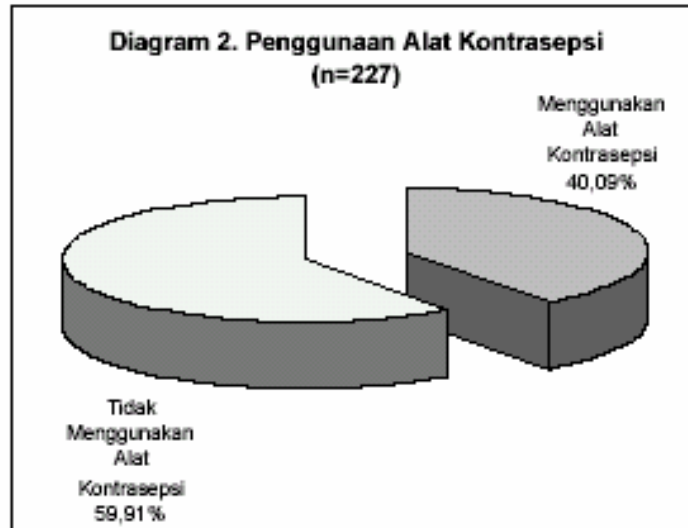 Diagram 2. Penggunaan Alat Kontrasepsi
(n=227)
Menggunakan
Alat
Kontrasepsi
40,09%
Tidak
Menggunakan
Alat
Kontrasepsi
59,91%